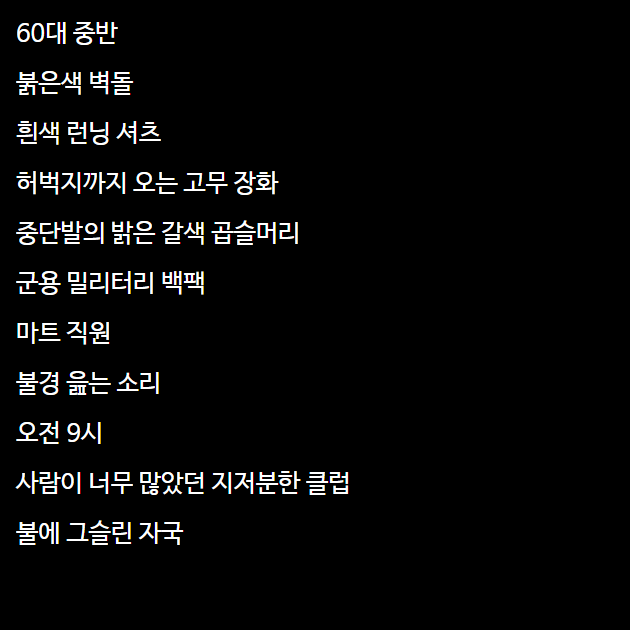 60대 중반
붉은색 벽돌
흰색 런닝 셔츠
허벅지까지 오는 고무 장화
중단발의 밝은 갈색 곱슬머리
군용 밀리터리 백팩
마트 직원
불경 읊는 소리
오전 9시
사람이 너무 많았던 지저분한 클럽
불에 그슬린 자국